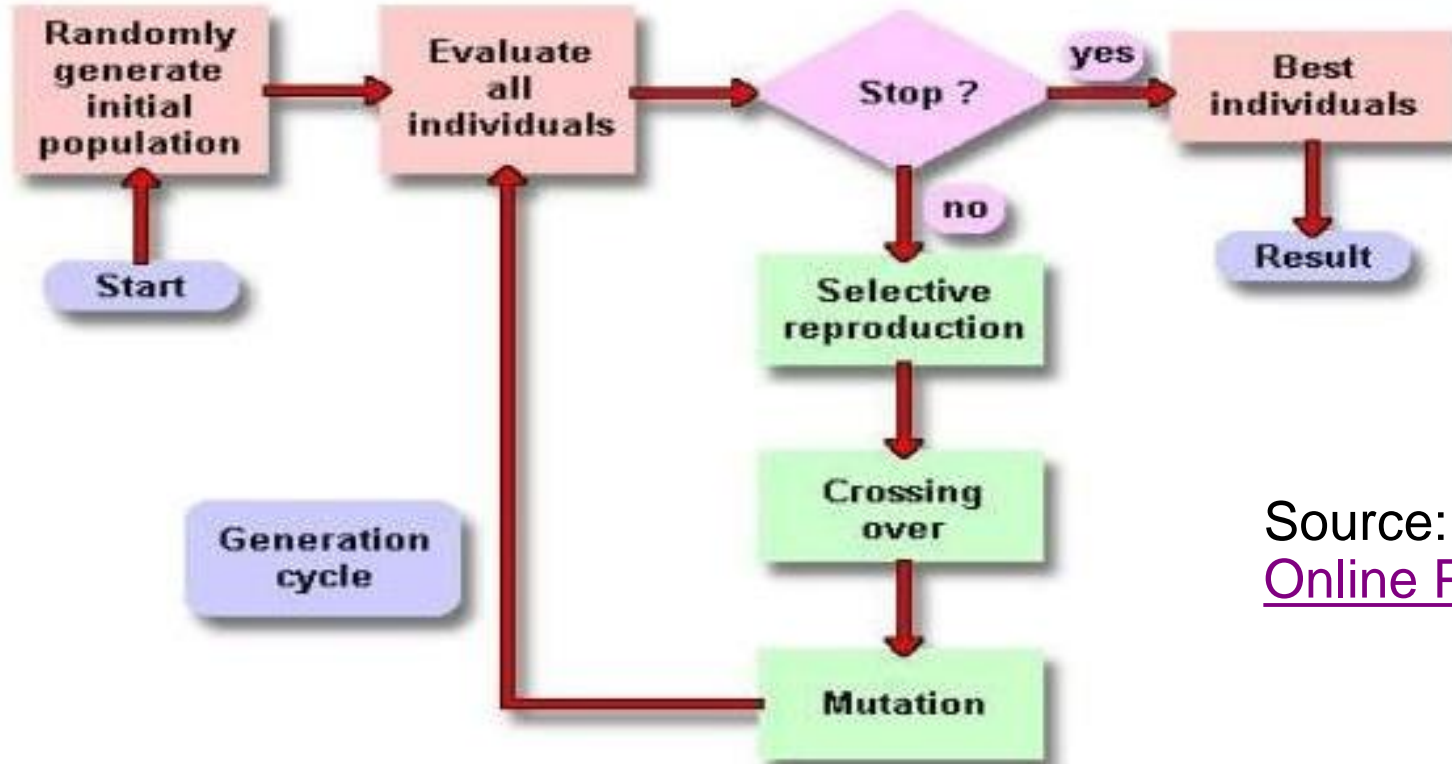 Randomly
generate
initial
population
Evaluate
all
individuals
Stop ?
yes
Best
individuals
Start
no
Result
Selective
reproduction
Crossing
over
Generation
cycle
Source:
Online
Mutation